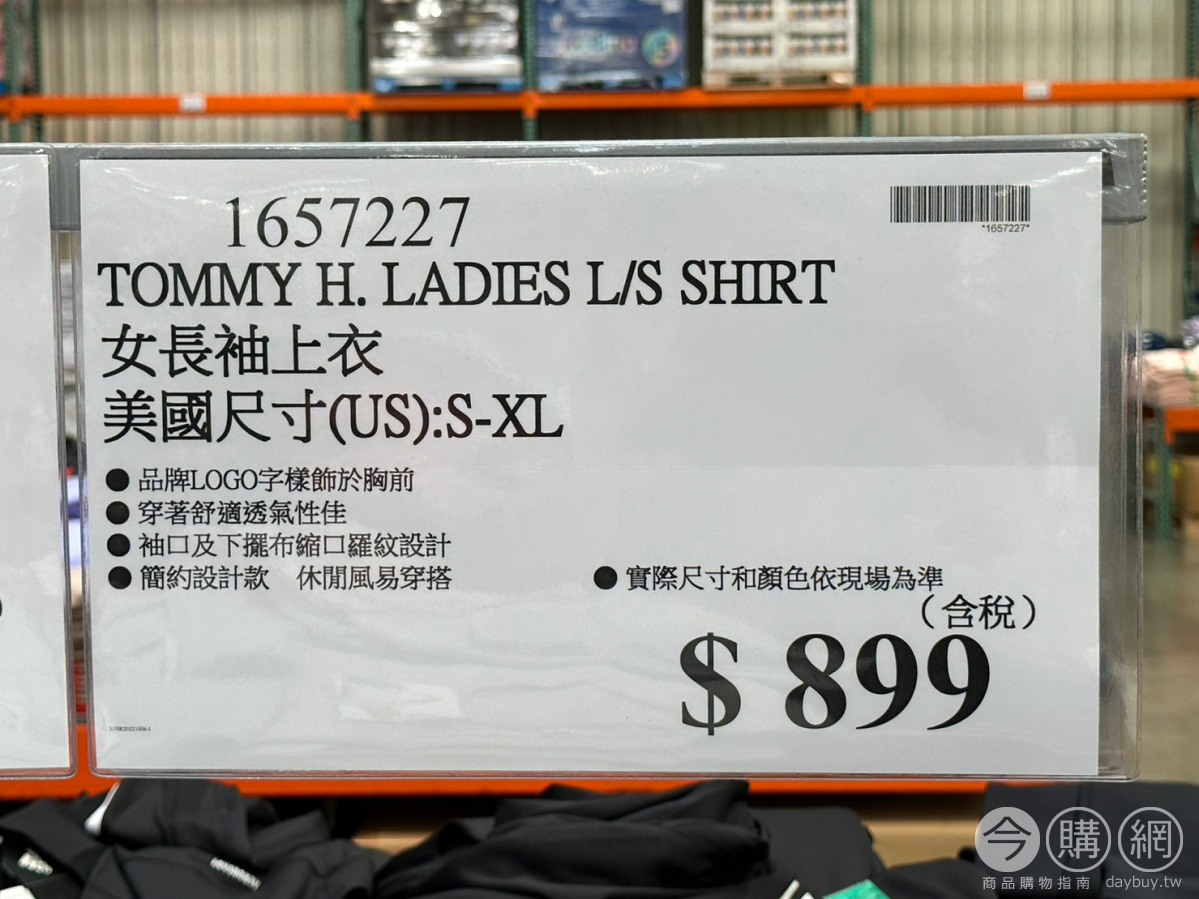 1657227
*1657227*
TOMMY H. LADIES L/S SHIRT
女長袖上衣
美國尺寸(US):S-XL
●品牌LOGO字樣飾於胸前
●穿著舒適透氣性佳
●袖口及下擺布縮口羅紋設計
●簡約設計款 休閒風易穿搭
●實際尺寸和顏色依現場為準
（含稅）
$ 899
今購網
商品購物指南 daybuy.tw